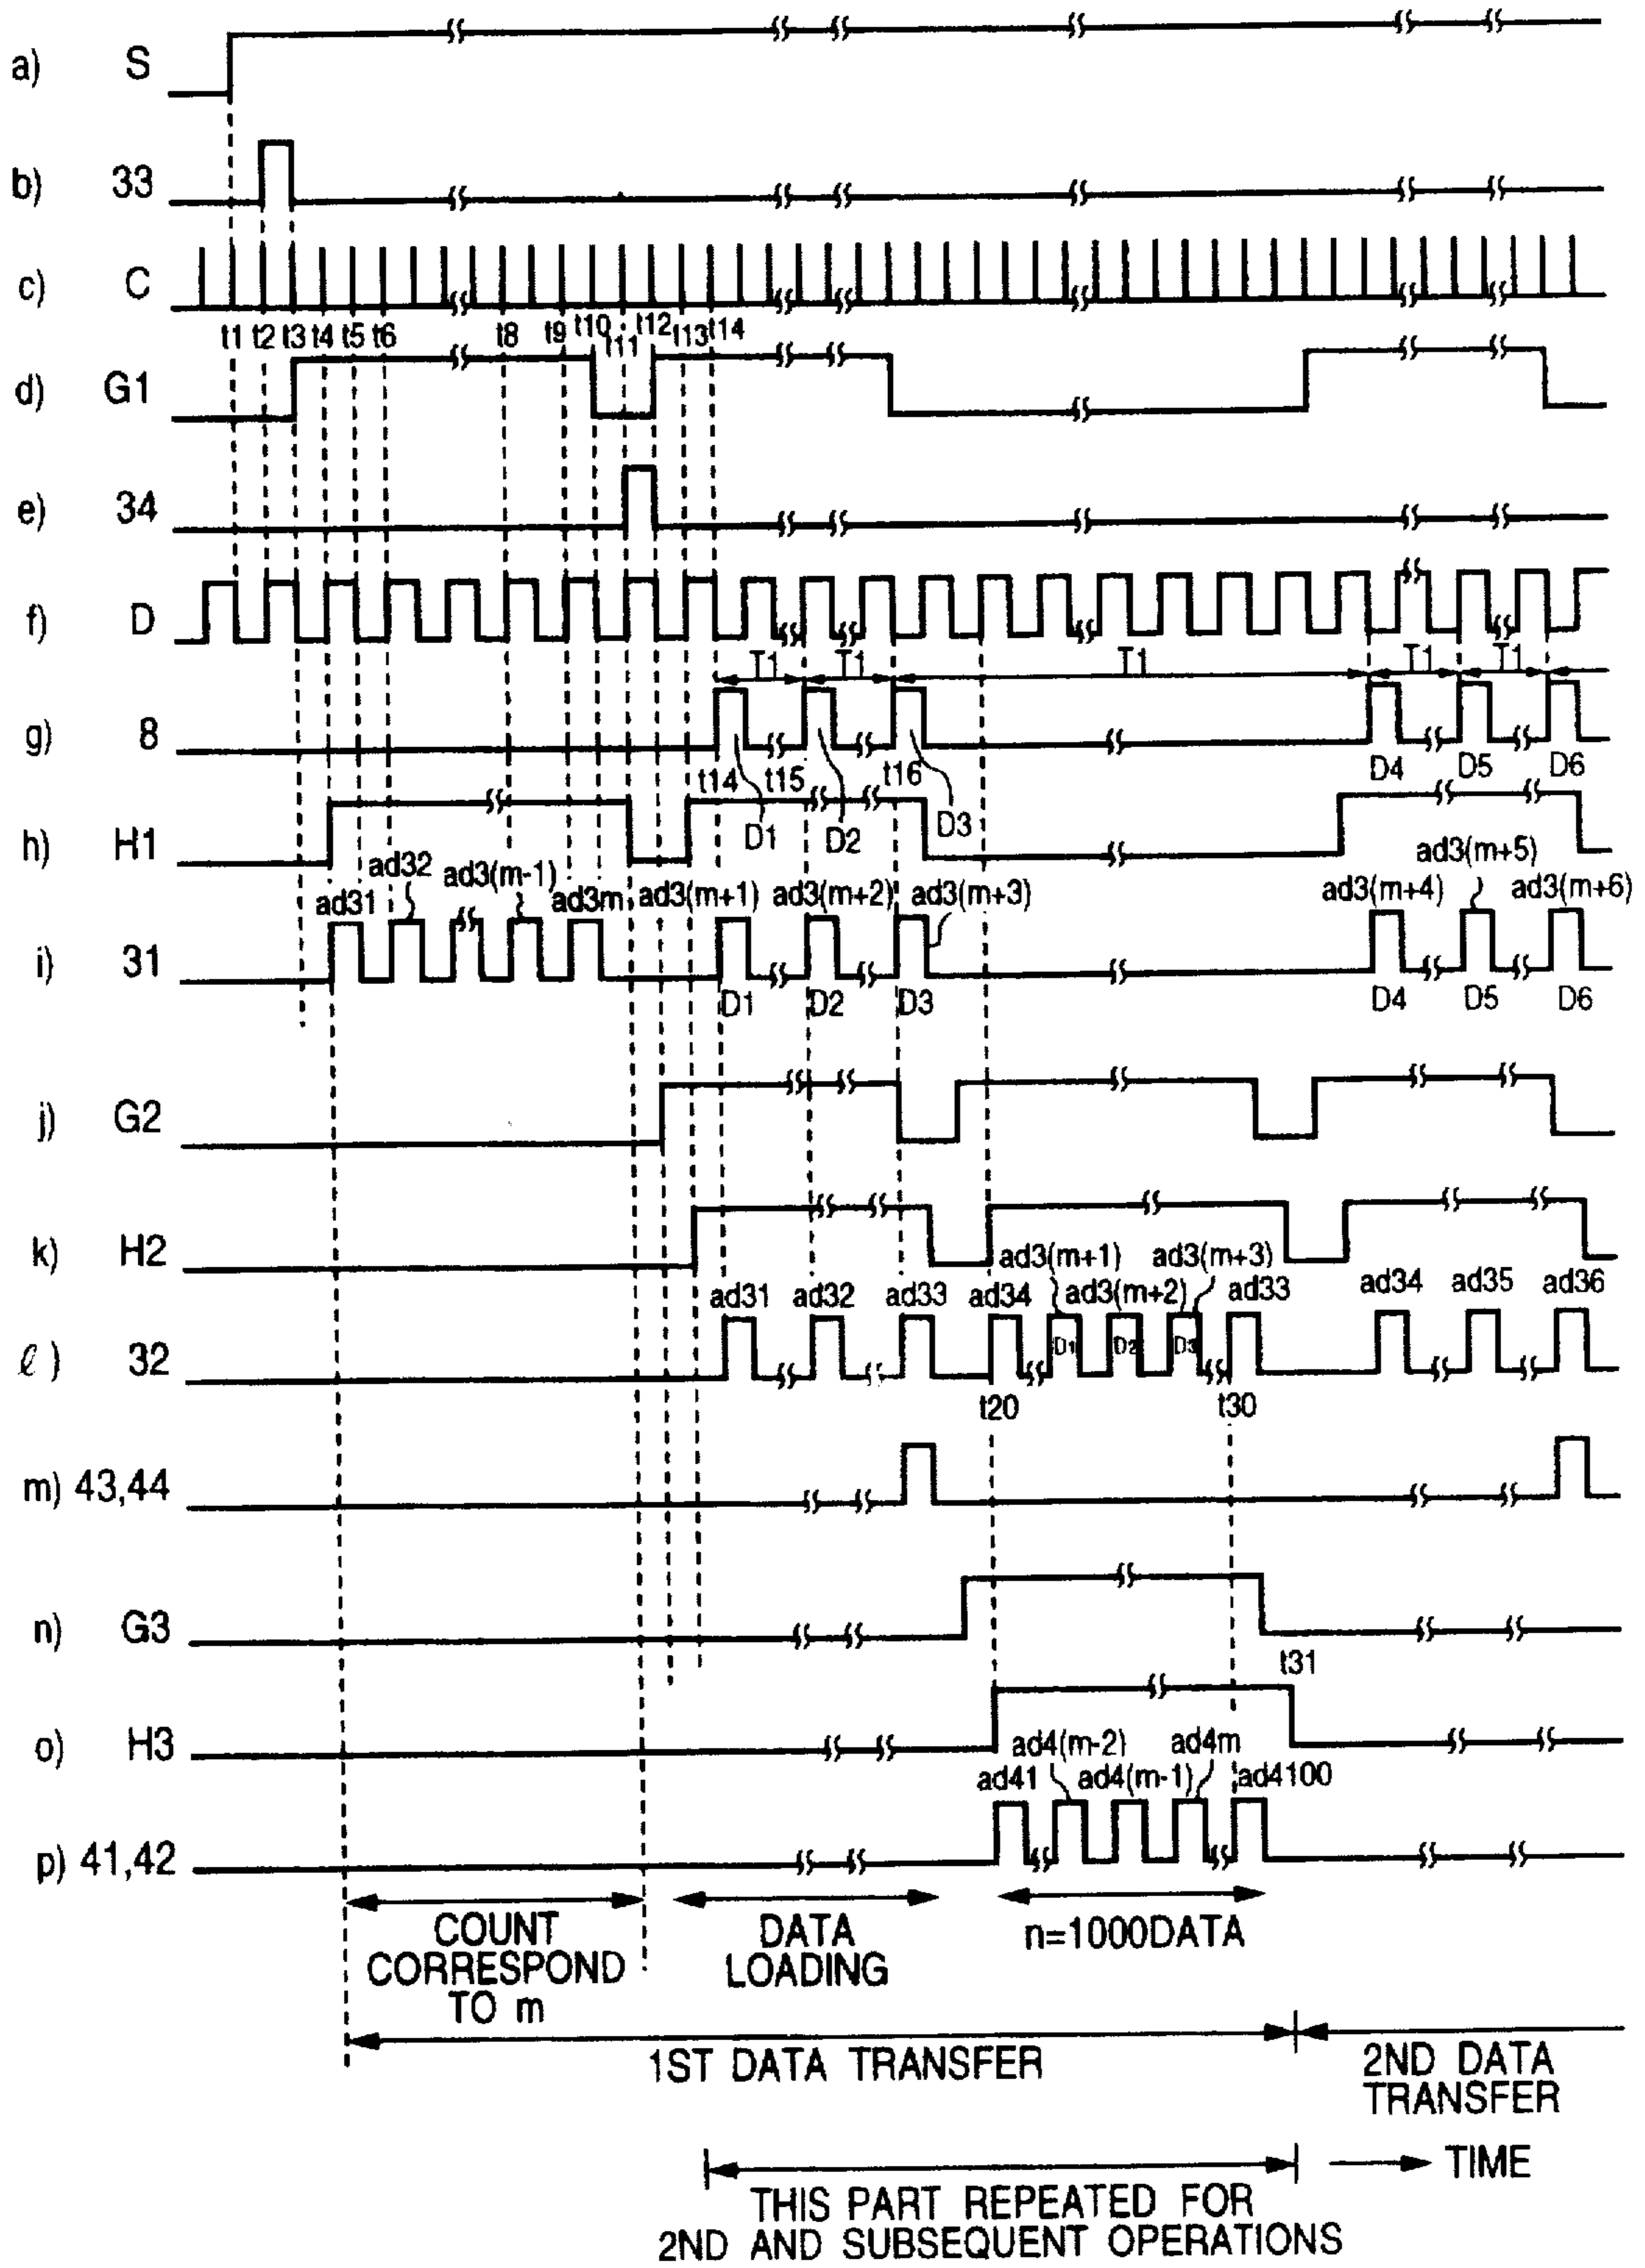 a) S
b) 33
c) C
t1 t2 t3 t4 t5 t6 t8 t9 t10 t11 t12 t13 t14
d) G1
e) 34
f) D
T1 T1 T1 T1 T1
g) 8
t14 t15 t16 D4 D5 D6
D1 D2 D3
h) H1
ad31 ad32 ad3(m-1) ad3m ad3(m+1) ad3(m+2) ad3(m+3) ad3(m+4) ad3(m+5) ad3(m+6)
i) 31
D1 D2 D3 D4 D5 D6
j) G2
k) H2
ad3(m+1) ad3(m+3)
ad31 ad32 ad33 ad34 ad3(m+2) ad33 ad34 ad35 ad36
ℓ) 32
D1 D2 D3
t20 t30
m) 43,44
n) G3
t31
o) H3
ad4(m-2) ad4m
ad41 ad4(m-1) ad4100
p) 41,42
COUNT
CORRESPOND
TO m
DATA
LOADING
n=1000DATA
1ST DATA TRANSFER
2ND DATA
TRANSFER
TIME
THIS PART REPEATED FOR
2ND AND SUBSEQUENT OPERATIONS